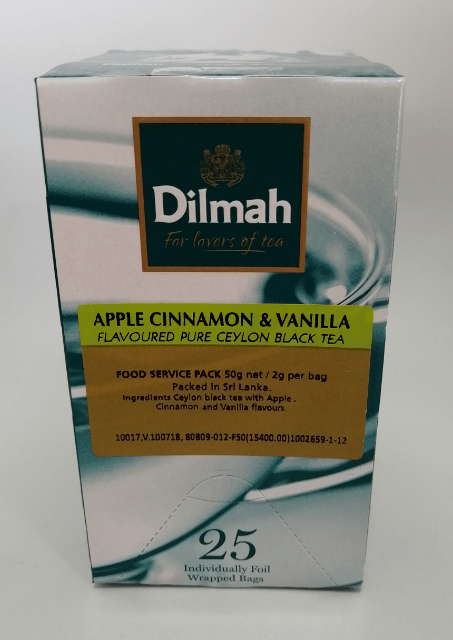 Dilmah
For lovers of tea
APPLE CINNAMON & VANILLA
FLAVOURED PURE CEYLON BLACK TEA
FOOD SERVICE PACK 50g net / 2g per bag
Packed in Sri Lanka.
Ingredients Ceylon black tea with Apple .
Cinnamon and Vanilla flavours
10017,V.100718, 80B09-012-F50(15400.00)1002659-1-12
25
Individually Foil
Wrapped Bags